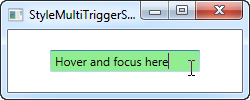 StyleMultiTriggerS...
Hover and focus here